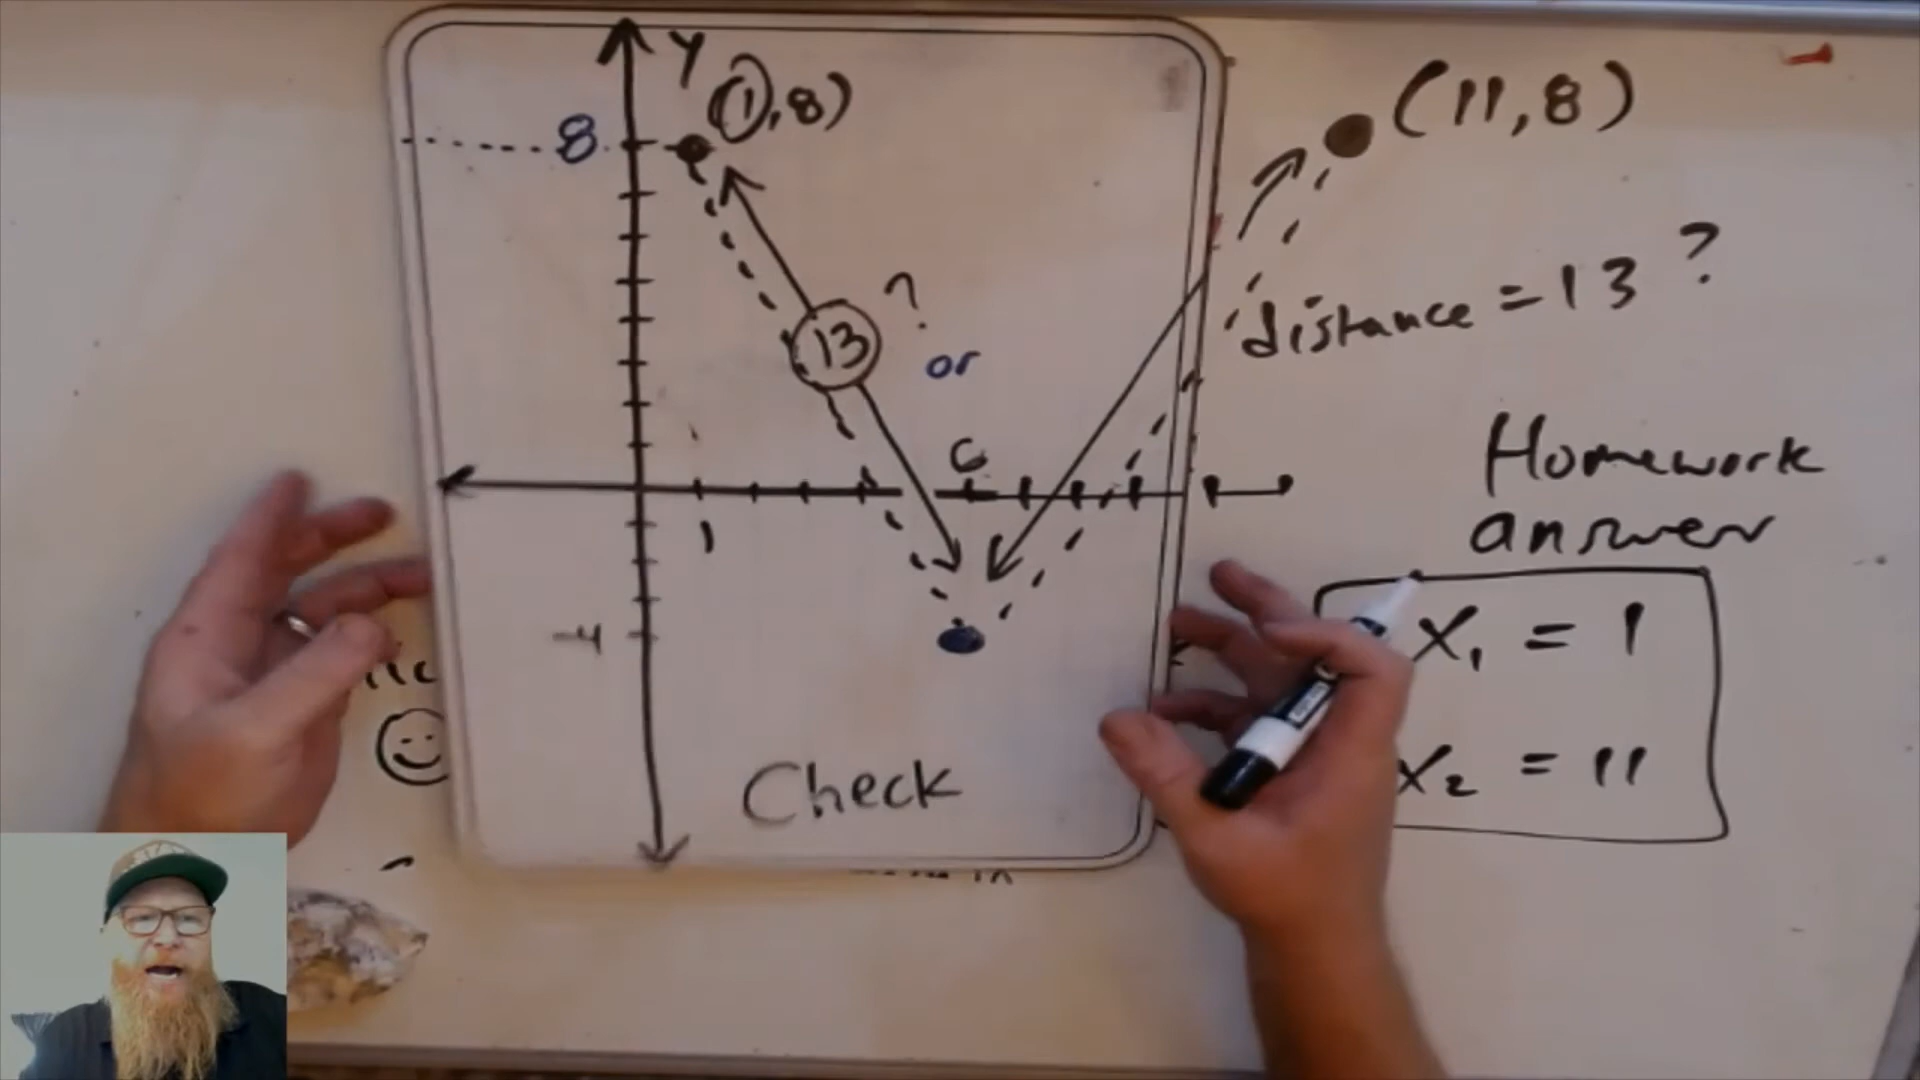 Y
(1,8)
(11,8)
8
distance = 13 ?
13 ?
or
6
Homework
answer
1
-4
X₁ = 1
X₂ = 11
Check